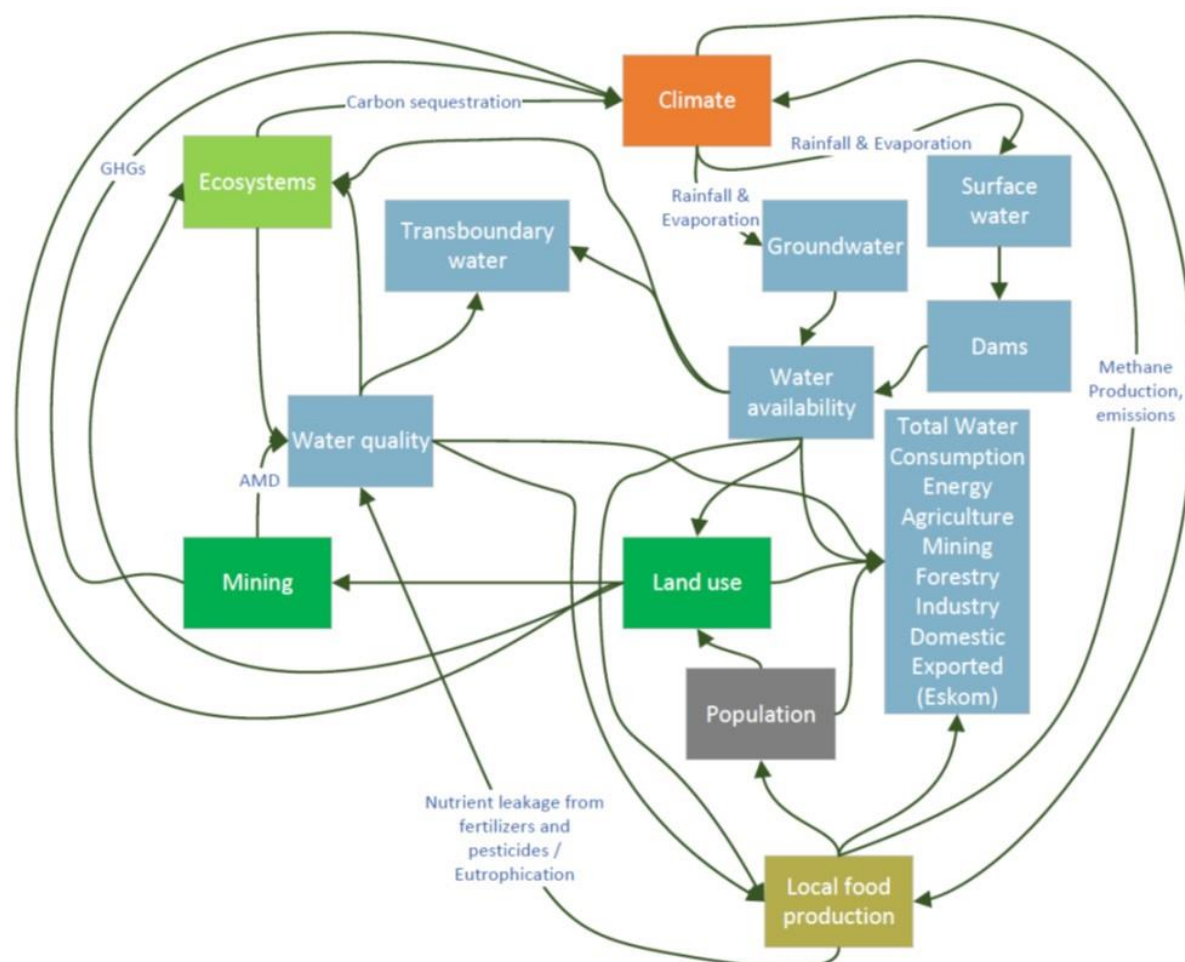 Climate
Carbon sequestration
GHGs
Ecosystems
Rainfall & Evaporation
Surface
water
Rainfall &
Evaporation
Transboundary
water
Groundwater
Dams
Methane
Production,
emissions
Water
availability
Water quality
AMD
Total Water
Consumption
Energy
Agriculture
Mining
Forestry
Industry
Domestic
Exported
(Eskom)
Mining
Land use
Population
Nutrient leakage from
fertilizers and
pesticides /
Eutrophication
Local food
production